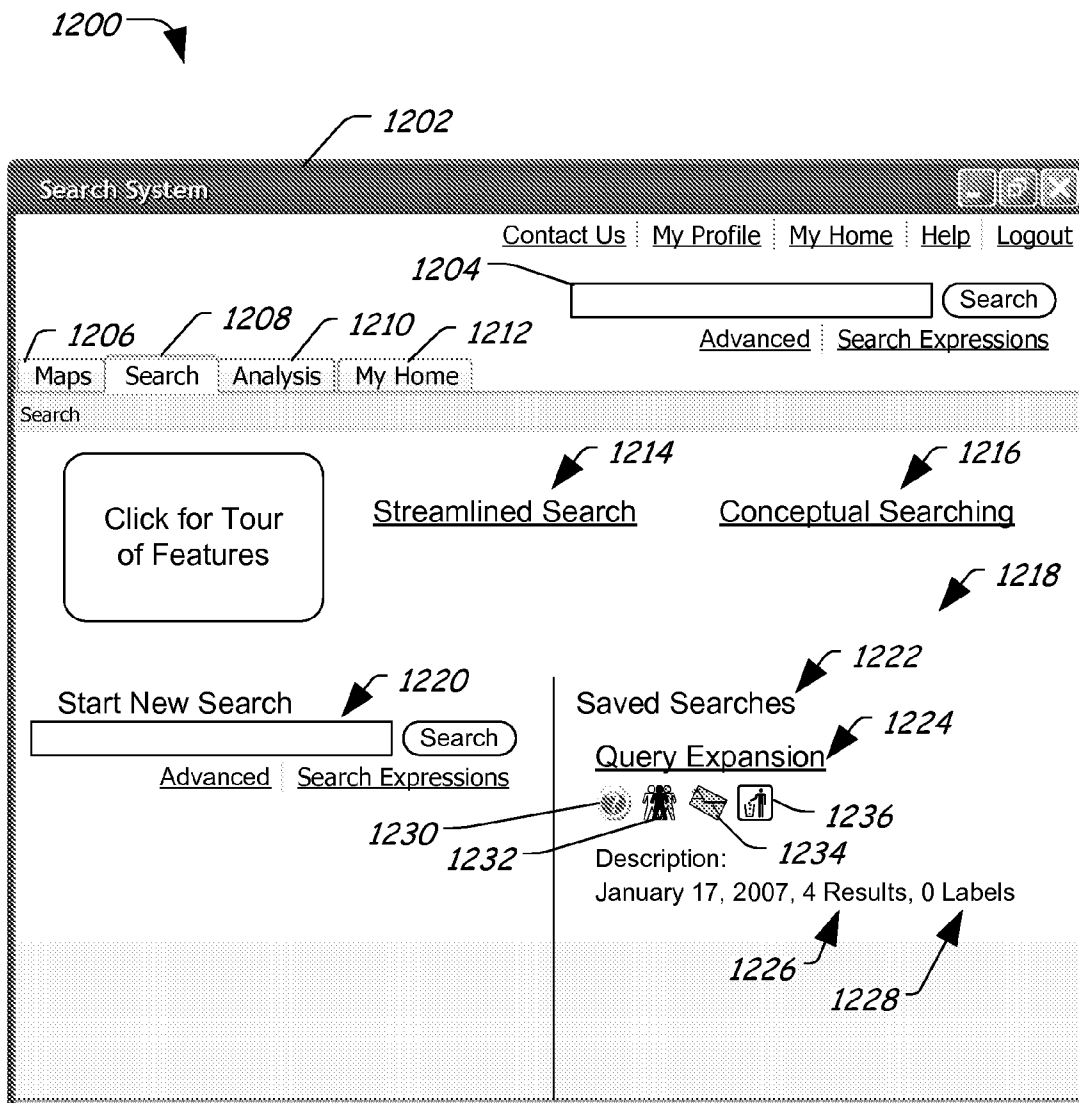 1200
1202
Search System
Contact Us My Profile My Home Help Logout
1204
Search
Advanced Search Expressions
1206 1208 1210 1212
Maps Search Analysis My Home
Search
1214 1216
Click for Tour of Features
Streamlined Search Conceptual Searching
1218
1220 1222
Start New Search
Saved Searches
1224
Search
Query Expansion
Advanced Search Expressions
1230 1232 1234 1236
Description:
January 17, 2007, 4 Results, 0 Labels
1226
1228